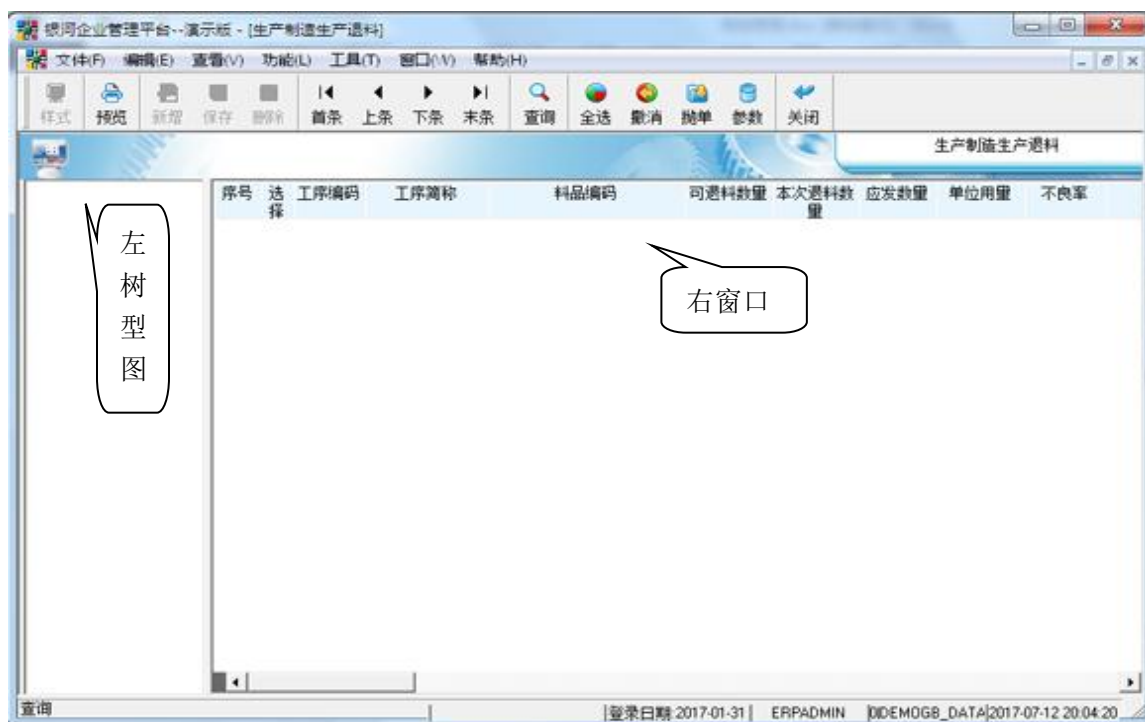 银河企业管理平台--演示版 - [生产制造生产退料]
文件(F) 编辑(E) 查看(V) 功能(L) 工具(T) 窗口(W) 帮助(H)
样式 预览 新增 保存 删除 首条 上条 下条 末条 查询 全选 撤消 抛单 参数 关闭
生产制造生产退料
序号 选择 工序编码 工序简称 料品编码 可退料数量 本次退料数量 应发数量 单位用量 不良率
左
树
型
图
右窗口
查询 登录日期:2017-01-31 ERPADMIN 0IDEMOGB_DATA 2017-07-12 20:04:20